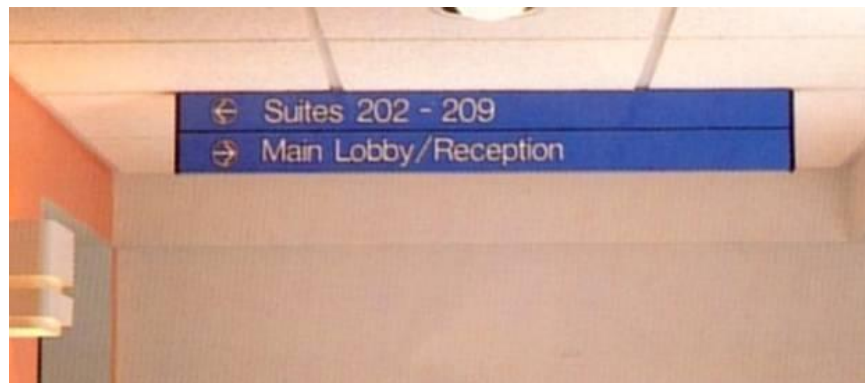 ← Suites 202 - 209
→ Main Lobby/Reception